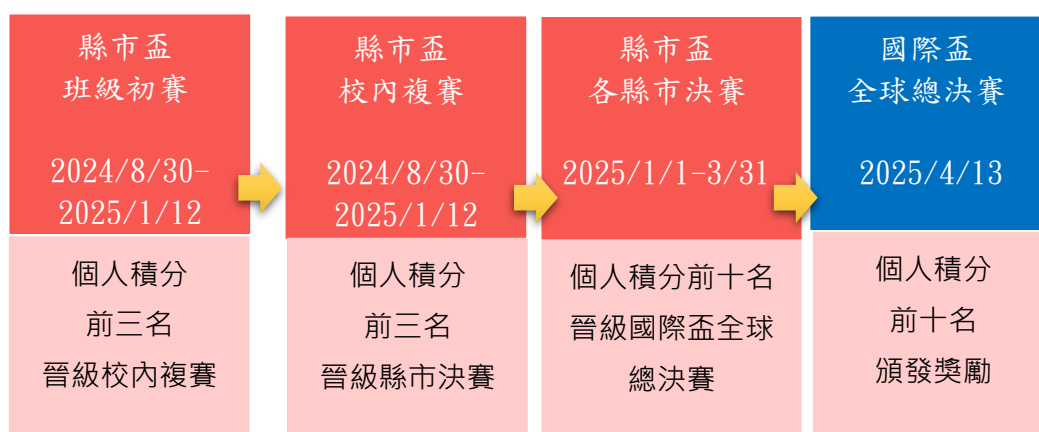 縣市盃
班級初賽
2024/8/30-
2025/1/12
個人積分
前三名
晉級校內複賽
縣市盃
校內複賽
2024/8/30-
2025/1/12
個人積分
前三名
晉級縣市決賽
縣市盃
各縣市決賽
2025/1/1-3/31
個人積分前十名
晉級國際盃全球
總決賽
國際盃
全球總決賽
2025/4/13
個人積分
前十名
頒發獎勵